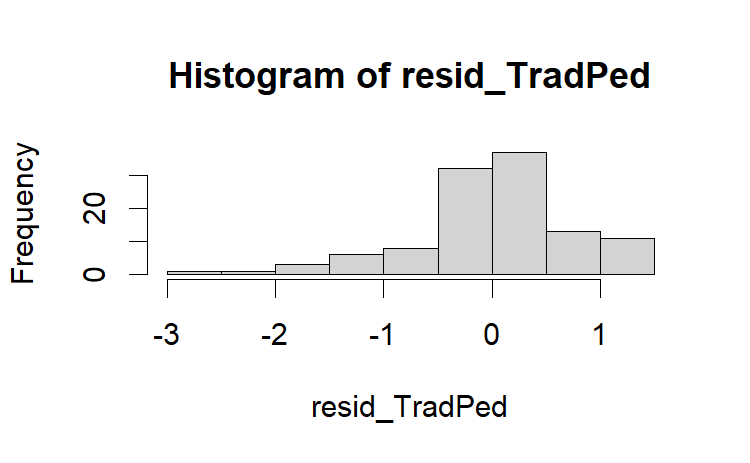 Histogram of resid_TradPed
Frequency
20
0
-3 -2 -1 0 1
resid_TradPed